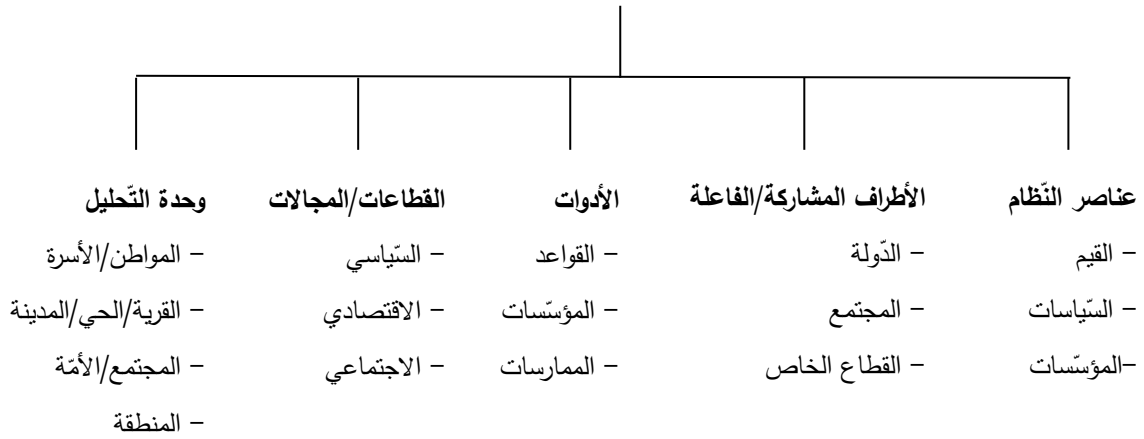 عناصر النّظام
– القيم
– السّياسات
–المؤسّسات
الأطراف المشاركة/الفاعلة
– الدّولة
– المجتمع
– القطاع الخاص
الأدوات
– القواعد
– المؤسّسات
– الممارسات
القطاعات/المجالات
– السّياسي
– الاقتصادي
– الاجتماعي
وحدة التّحليل
– المواطن/الأسرة
– القرية/الحي/المدينة
– المجتمع/الأمّة
– المنطقة